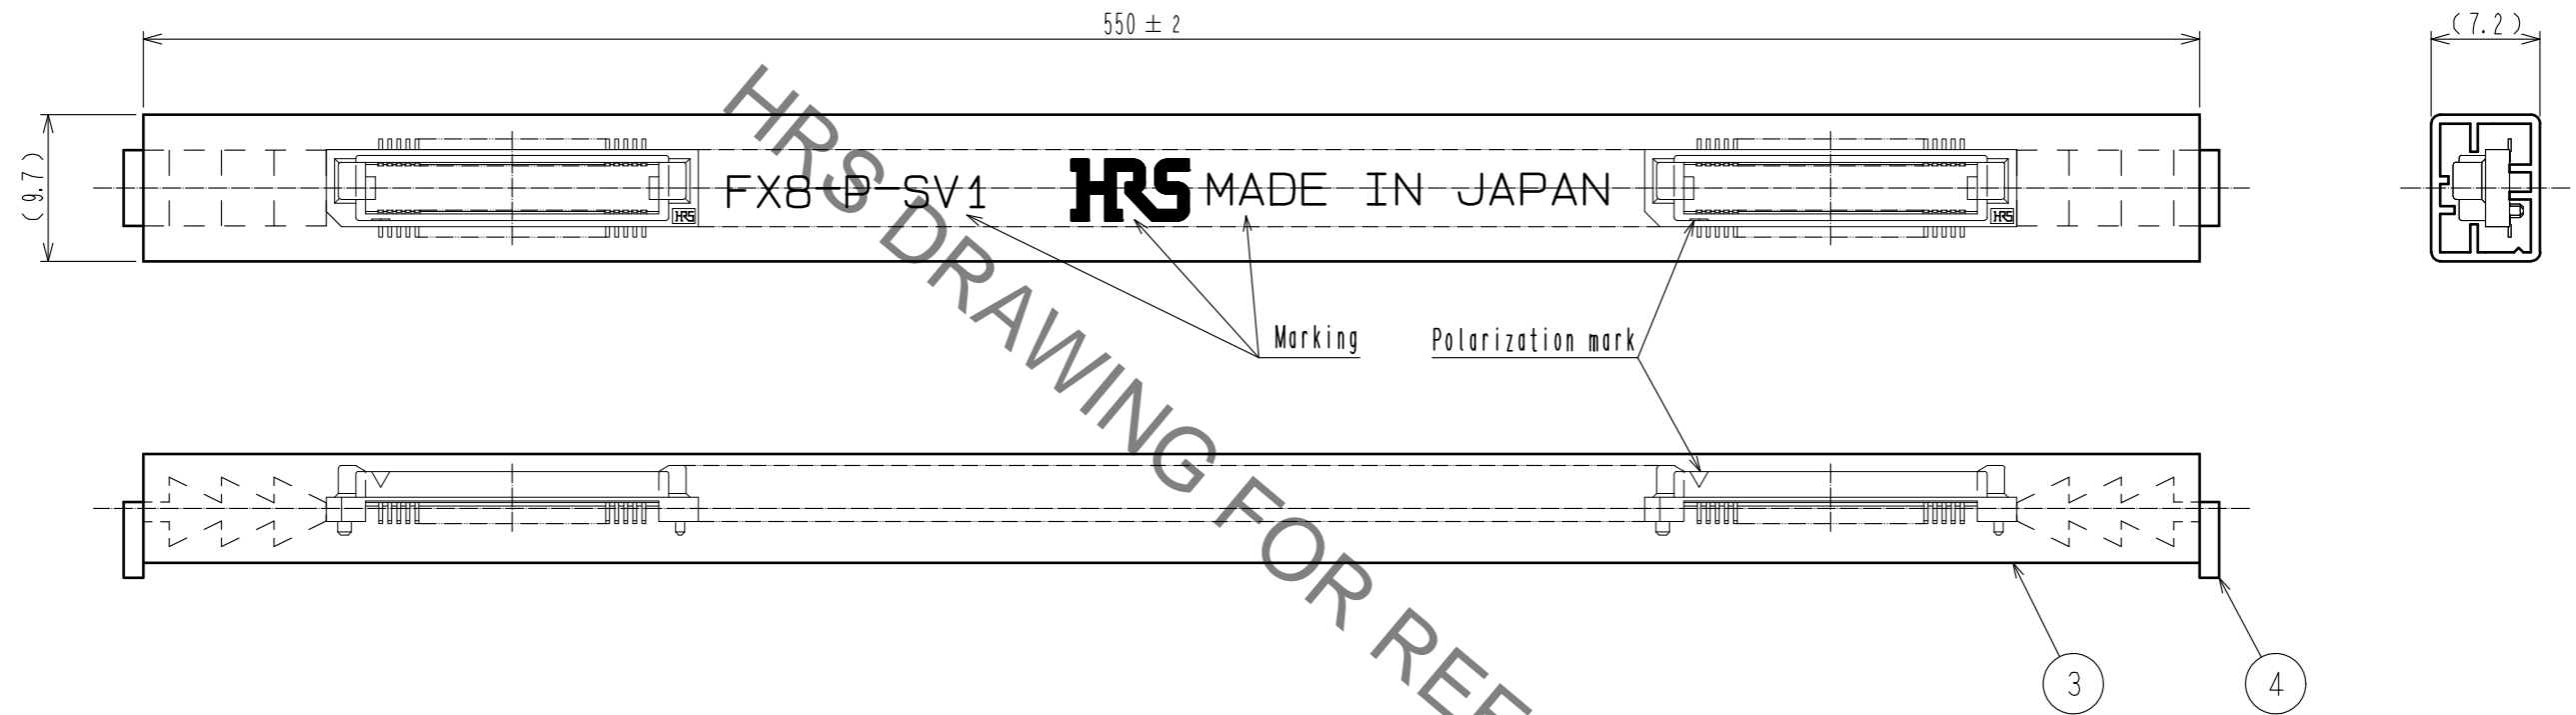 550 ± 2
(7.2)
(9.7)
FX8-P-SV1 HRS MADE IN JAPAN
HRS
HRS
Marking
Polarization mark
3
4
HRS DRAWING FOR REF